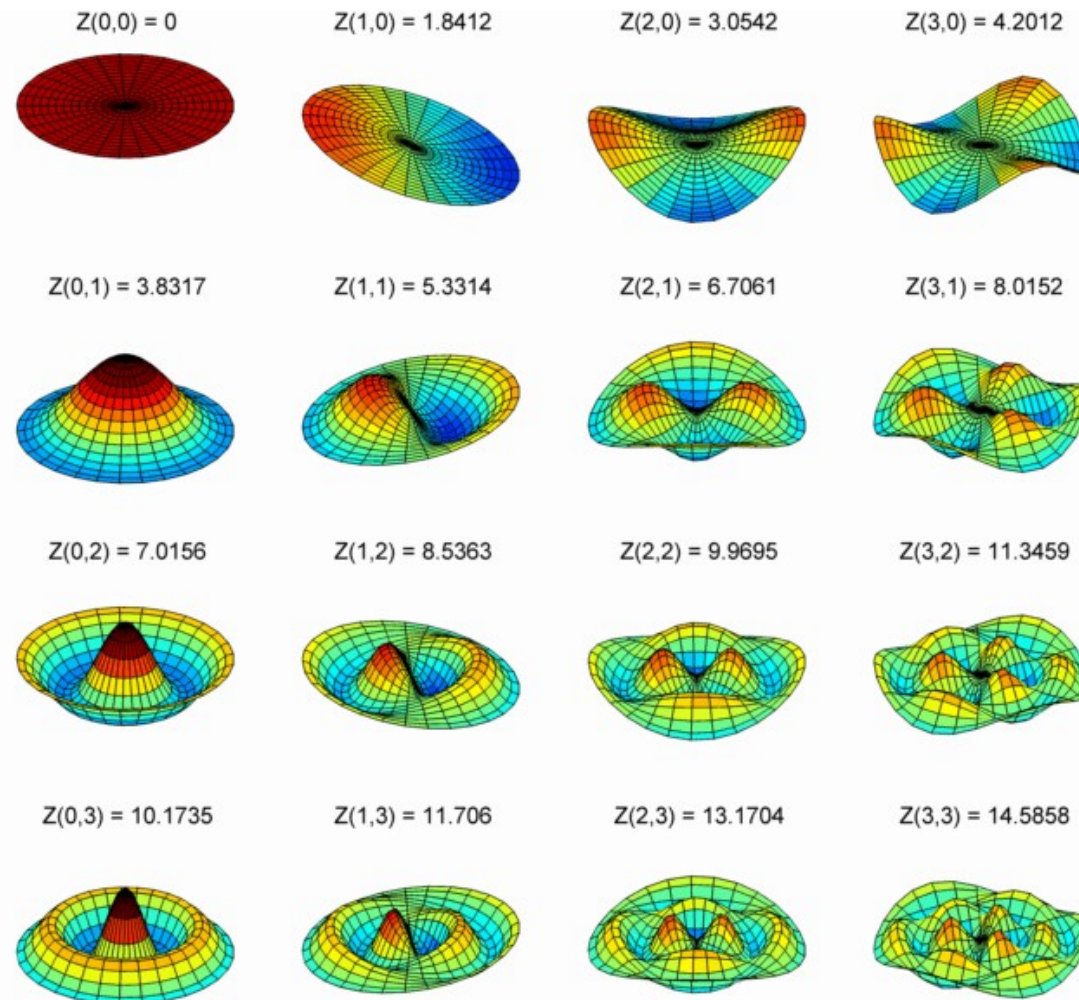 Z(0,0) = 0
Z(1,0) = 1.8412
Z(2,0) = 3.0542
Z(3,0) = 4.2012
Z(0,1) = 3.8317
Z(1,1) = 5.3314
Z(2,1) = 6.7061
Z(3,1) = 8.0152
Z(0,2) = 7.0156
Z(1,2) = 8.5363
Z(2,2) = 9.9695
Z(3,2) = 11.3459
Z(0,3) = 10.1735
Z(1,3) = 11.706
Z(2,3) = 13.1704
Z(3,3) = 14.5858